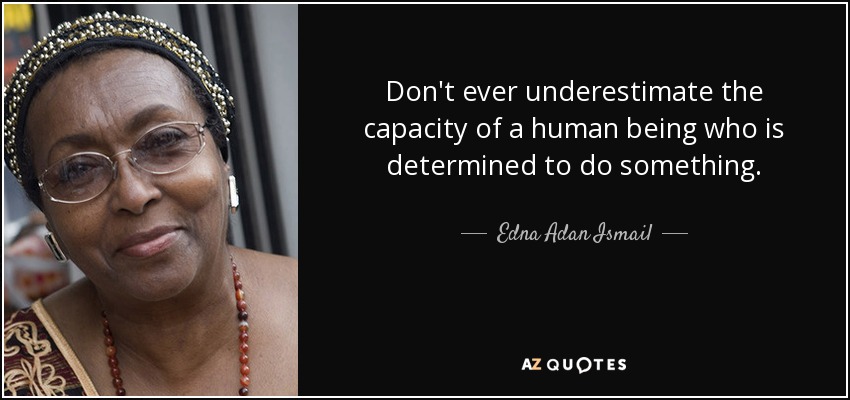 Don't ever underestimate the
capacity of a human being who is
determined to do something.
Edna Adan Ismail
AZ QUOTES